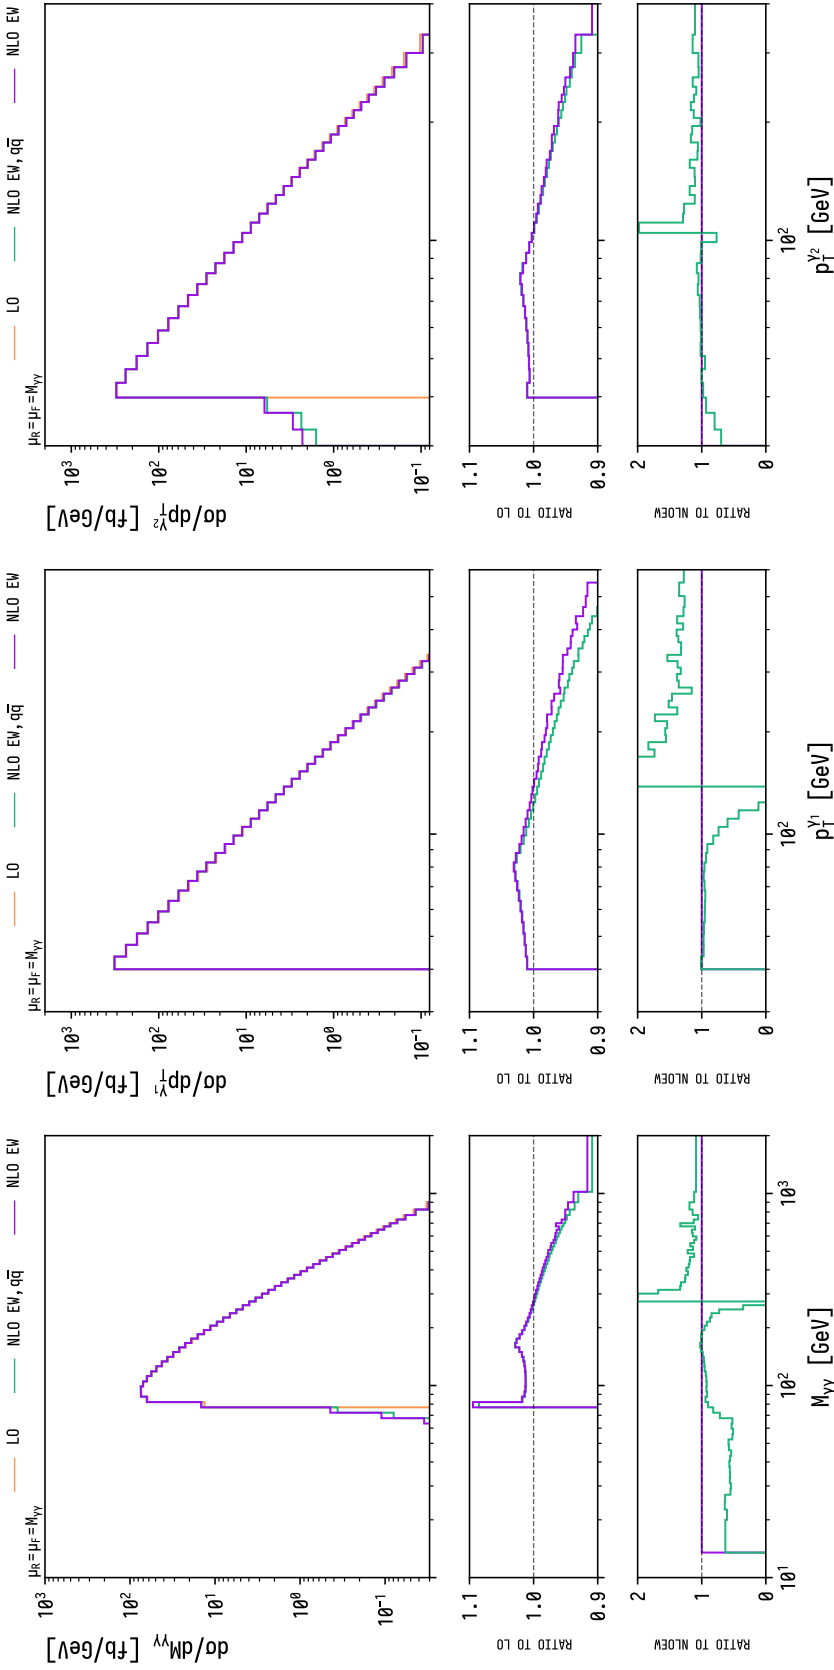 LO NLO EW, qq̅ NLO EW
μR = μF = Mγγ
dσ/dMγγ [fb/GeV]
10³
10²
10¹
10⁰
10⁻¹
RATIO TO LO
1.1
1.0
0.9
RATIO TO NLOEW
2
1
0
10¹ 10² 10³
Mγγ [GeV]
LO NLO EW, qq̅ NLO EW
μR = μF = Mγγ
dσ/dpTγ1 [fb/GeV]
10³
10²
10¹
10⁰
10⁻¹
RATIO TO LO
1.1
1.0
0.9
RATIO TO NLOEW
2
1
0
10²
pTγ1 [GeV]
LO NLO EW, qq̅ NLO EW
μR = μF = Mγγ
dσ/dpTγ2 [fb/GeV]
10³
10²
10¹
10⁰
10⁻¹
RATIO TO LO
1.1
1.0
0.9
RATIO TO NLOEW
2
1
0
10²
pTγ2 [GeV]